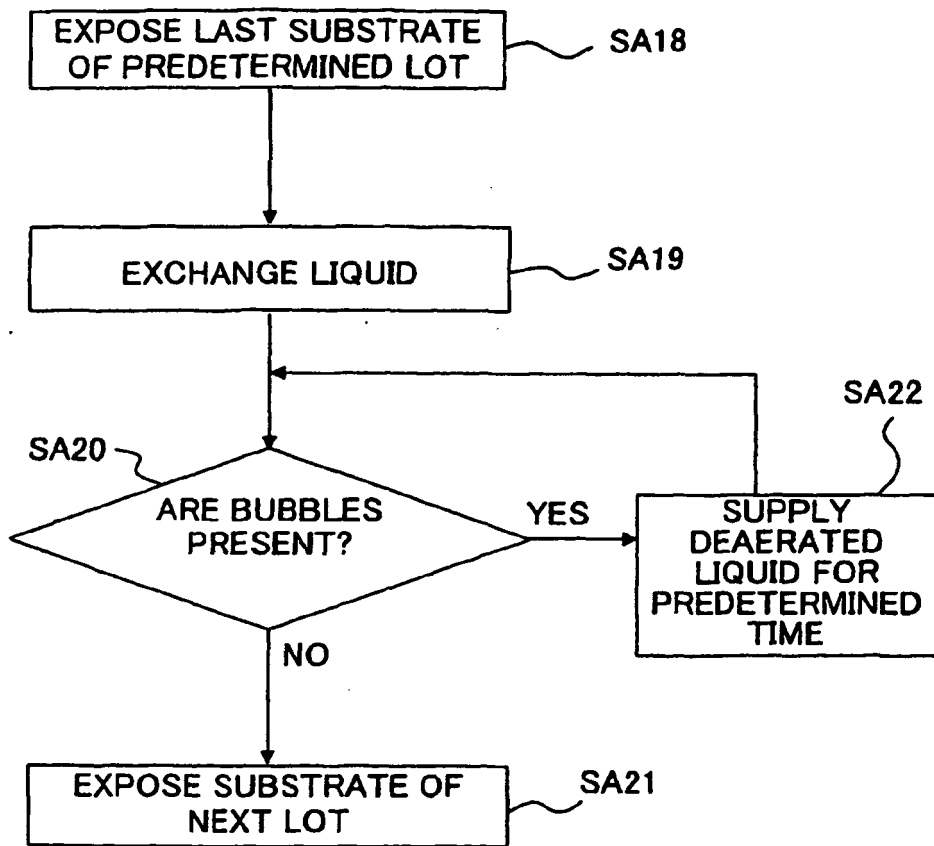 EXPOSE LAST SUBSTRATE
OF PREDETERMINED LOT
SA18
EXCHANGE LIQUID
SA19
SA20
ARE BUBBLES
PRESENT?
YES
SA22
SUPPLY
DEAERATED
LIQUID FOR
PREDETERMINED
TIME
NO
EXPOSE SUBSTRATE OF
NEXT LOT
SA21